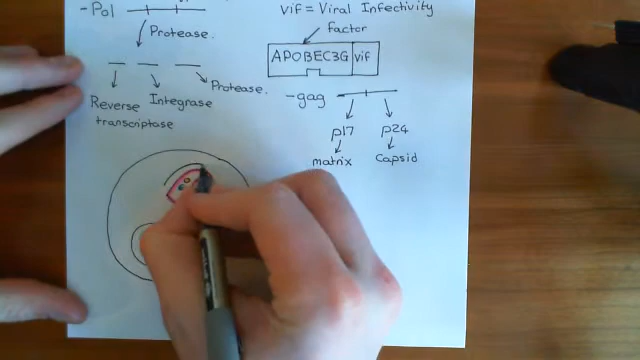 -Pol
Protease.
Reverse Integrase Protease.
transcriptase
vif = Viral Infectivity
factor
APOBEC3G vif
-gag
p17 p24
matrix Capsid